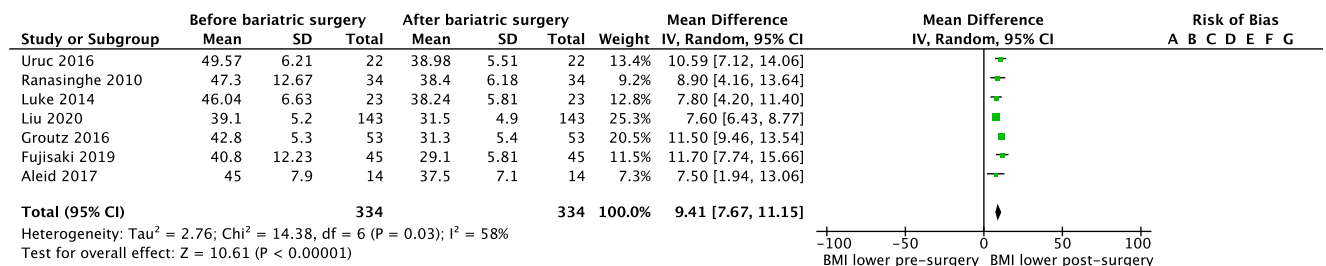 Before bariatric surgery After bariatric surgery Mean Difference Mean Difference Risk of Bias
Study or Subgroup Mean SD Total Mean SD Total Weight IV, Random, 95% CI IV, Random, 95% CI A B C D E F G
Uruc 2016 49.57 6.21 22 38.98 5.51 22 13.4% 10.59 [7.12, 14.06]
Ranasinghe 2010 47.3 12.67 34 38.4 6.18 34 9.2% 8.90 [4.16, 13.64]
Luke 2014 46.04 6.63 23 38.24 5.81 23 12.8% 7.80 [4.20, 11.40]
Liu 2020 39.1 5.2 143 31.5 4.9 143 25.3% 7.60 [6.43, 8.77]
Groutz 2016 42.8 5.3 53 31.3 5.4 53 20.5% 11.50 [9.46, 13.54]
Fujisaki 2019 40.8 12.23 45 29.1 5.81 45 11.5% 11.70 [7.74, 15.66]
Aleid 2017 45 7.9 14 37.5 7.1 14 7.3% 7.50 [1.94, 13.06]
Total (95% CI) 334 334 100.0% 9.41 [7.67, 11.15]
Heterogeneity: Tau² = 2.76; Chi² = 14.38, df = 6 (P = 0.03); I² = 58%
Test for overall effect: Z = 10.61 (P < 0.00001)
-100 -50 0 50 100
BMI lower pre-surgery BMI lower post-surgery